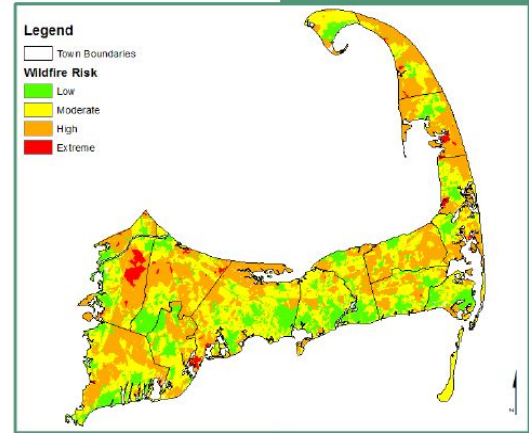 Legend
Town Boundaries
Wildfire Risk
Low
Moderate
High
Extreme